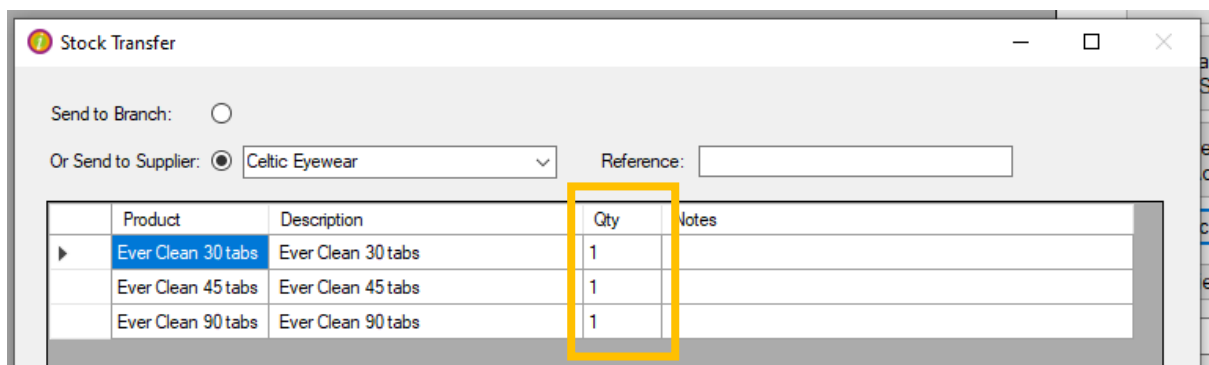 Stock Transfer
Send to Branch:
Or Send to Supplier: Celtic Eyewear Reference:
Product Description Qty Notes
Ever Clean 30 tabs Ever Clean 30 tabs 1
Ever Clean 45 tabs Ever Clean 45 tabs 1
Ever Clean 90 tabs Ever Clean 90 tabs 1